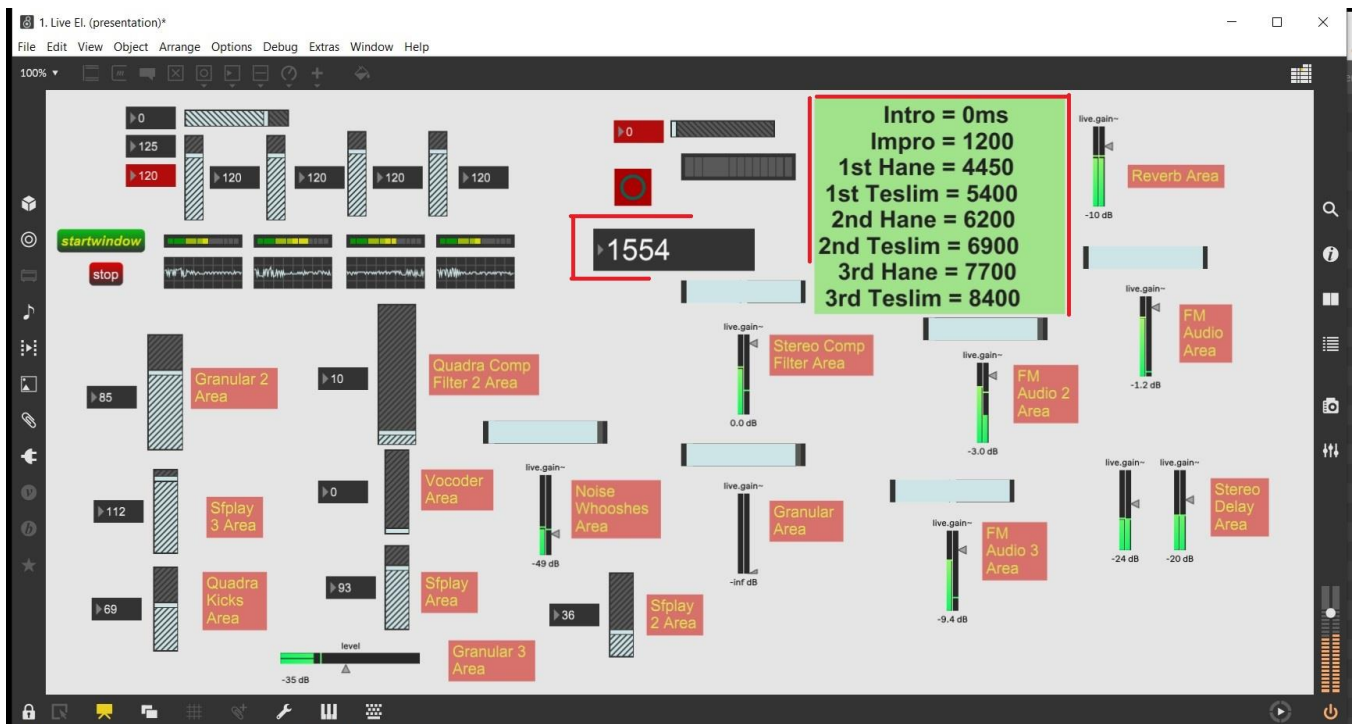 1. Live El. (presentation)*
File Edit View Object Arrange Options Debug Extras Window Help
100%
0
125
120
120
120
120
120
startwindow
stop
0
1554
Intro = 0ms
Impro = 1200
1st Hane = 4450
1st Teslim = 5400
2nd Hane = 6200
2nd Teslim = 6900
3rd Hane = 7700
3rd Teslim = 8400
live.gain~
-10 dB
Reverb Area
live.gain~
-1.2 dB
FM
Audio
Area
85
Granular 2
Area
10
Quadra Comp
Filter 2 Area
live.gain~
0.0 dB
Stereo Comp
Filter Area
live.gain~
-3.0 dB
FM
Audio 2
Area
112
Sfplay
3 Area
0
Vocoder
Area
live.gain~
-49 dB
Noise
Whooshes
Area
live.gain~
-inf dB
Granular
Area
live.gain~
-9.4 dB
FM
Audio 3
Area
live.gain~
live.gain~
-24 dB
-20 dB
Stereo
Delay
Area
69
Quadra
Kicks
Area
93
Sfplay
Area
36
Sfplay
2 Area
level
-35 dB
Granular 3
Area